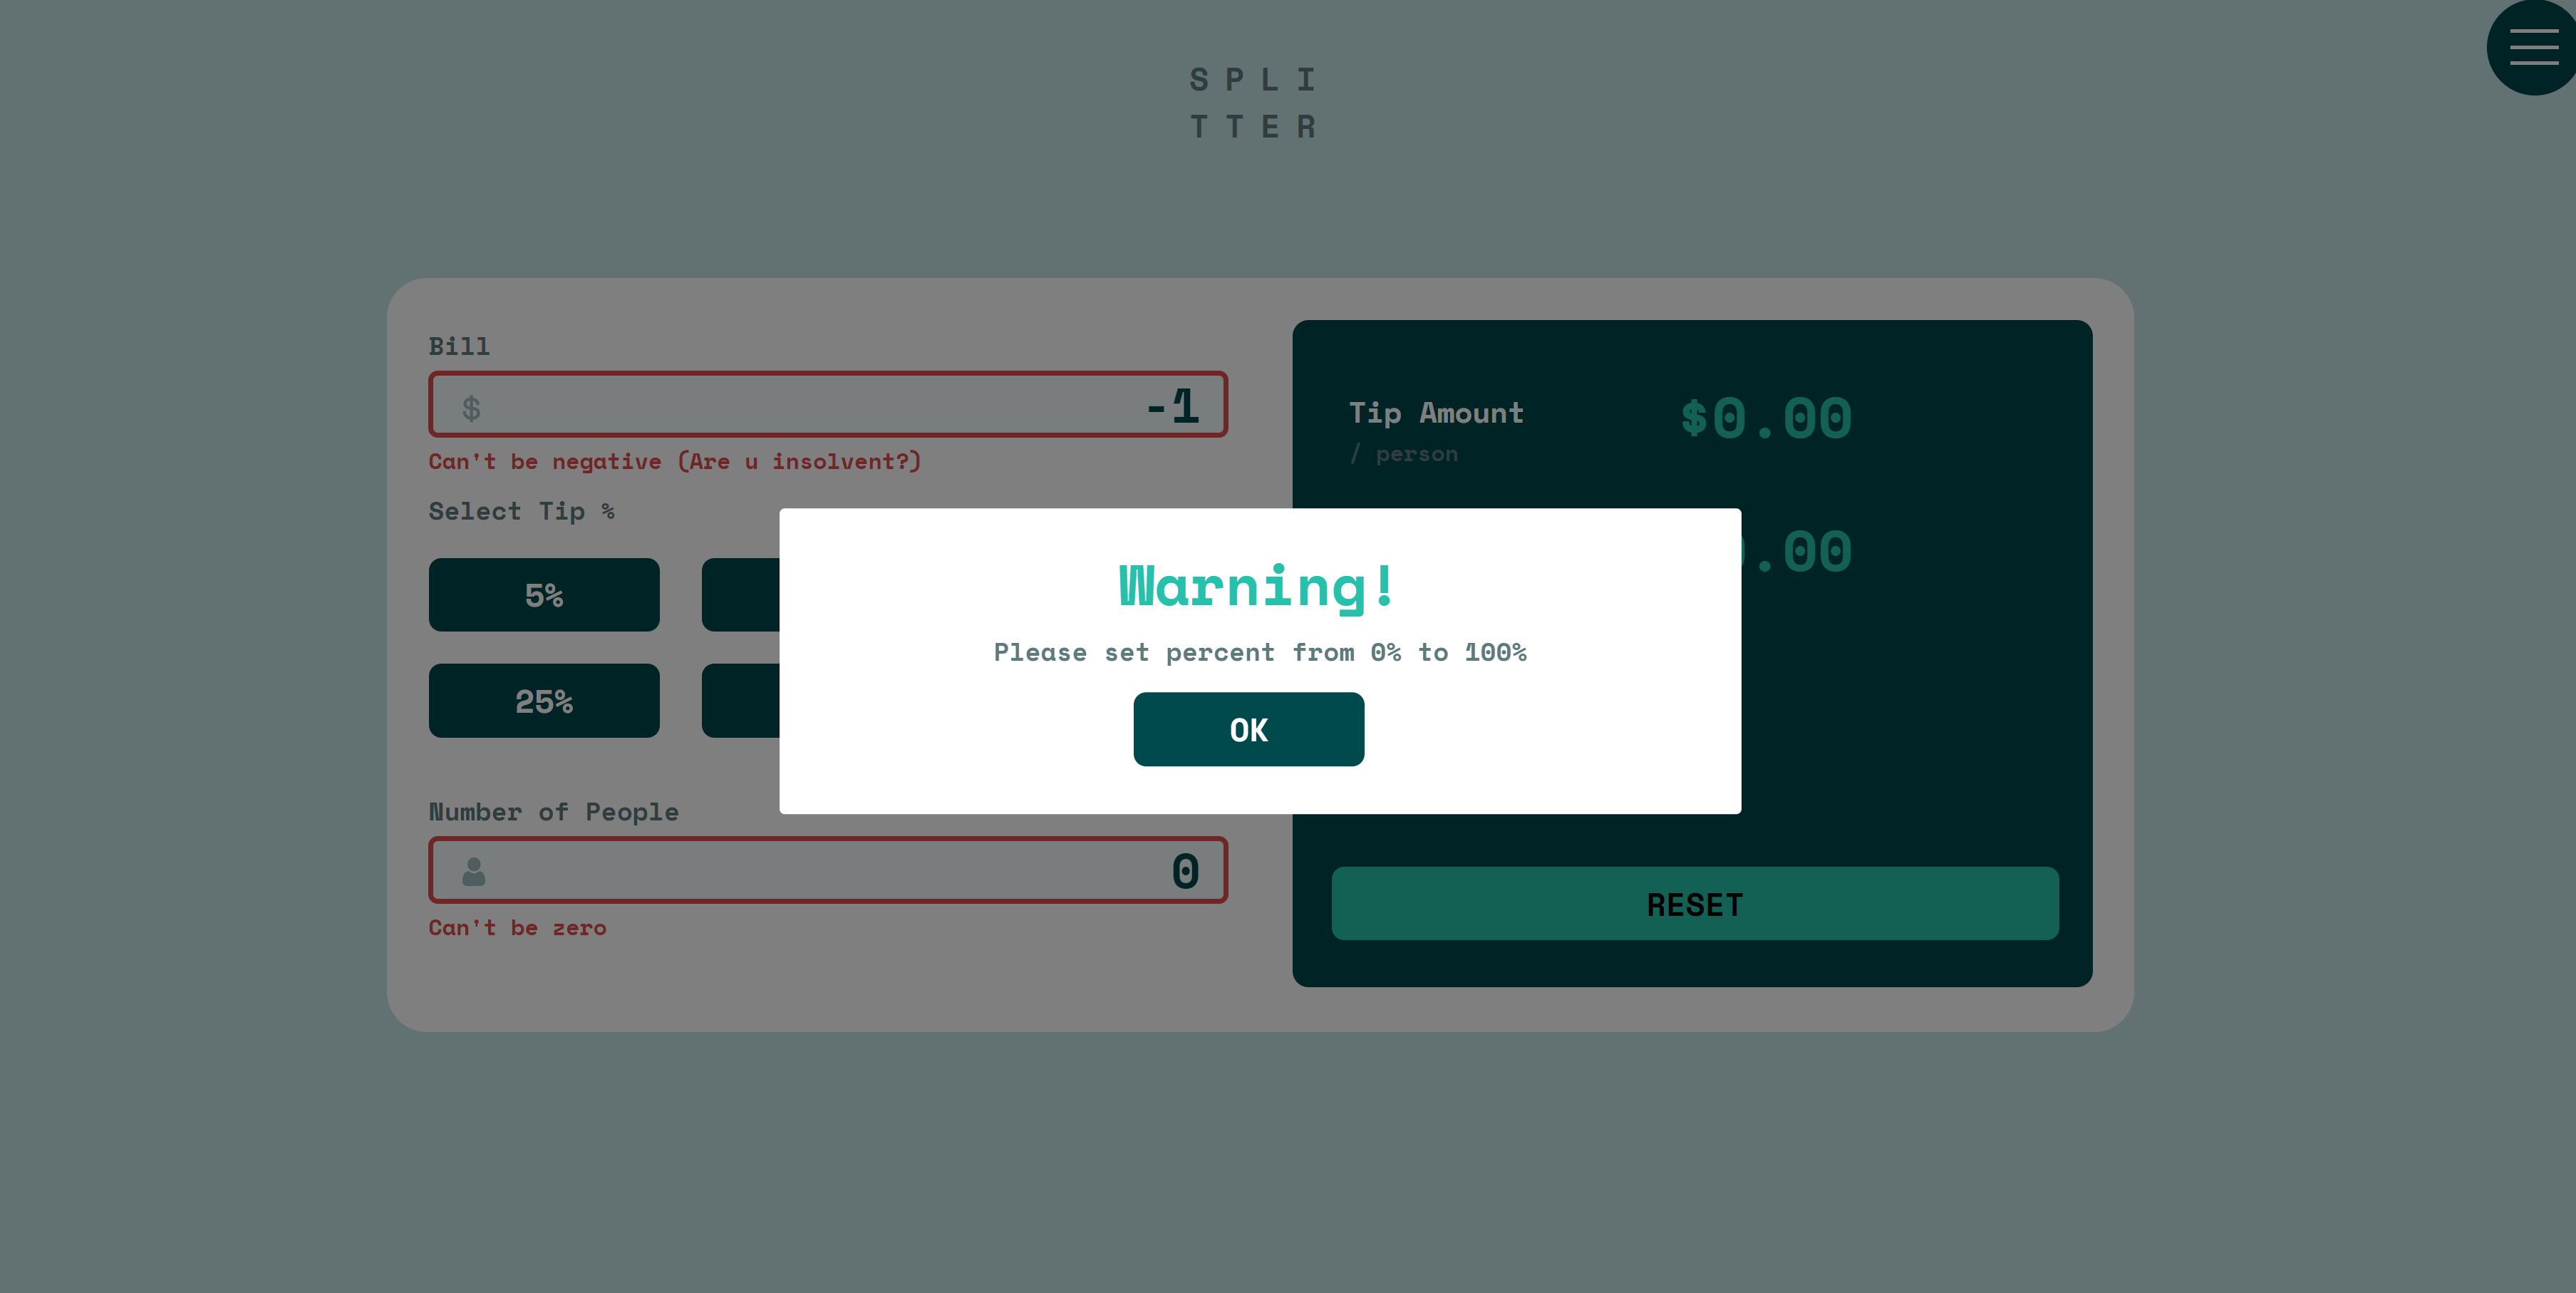 S P L I
T T E R
Bill
$
-1
Can't be negative (Are u insolvent?)
Select Tip %
5%
25%
Number of People
0
Can't be zero
Tip Amount
/ person
$0.00
.00
Warning!
Please set percent from 0% to 100%
OK
RESET